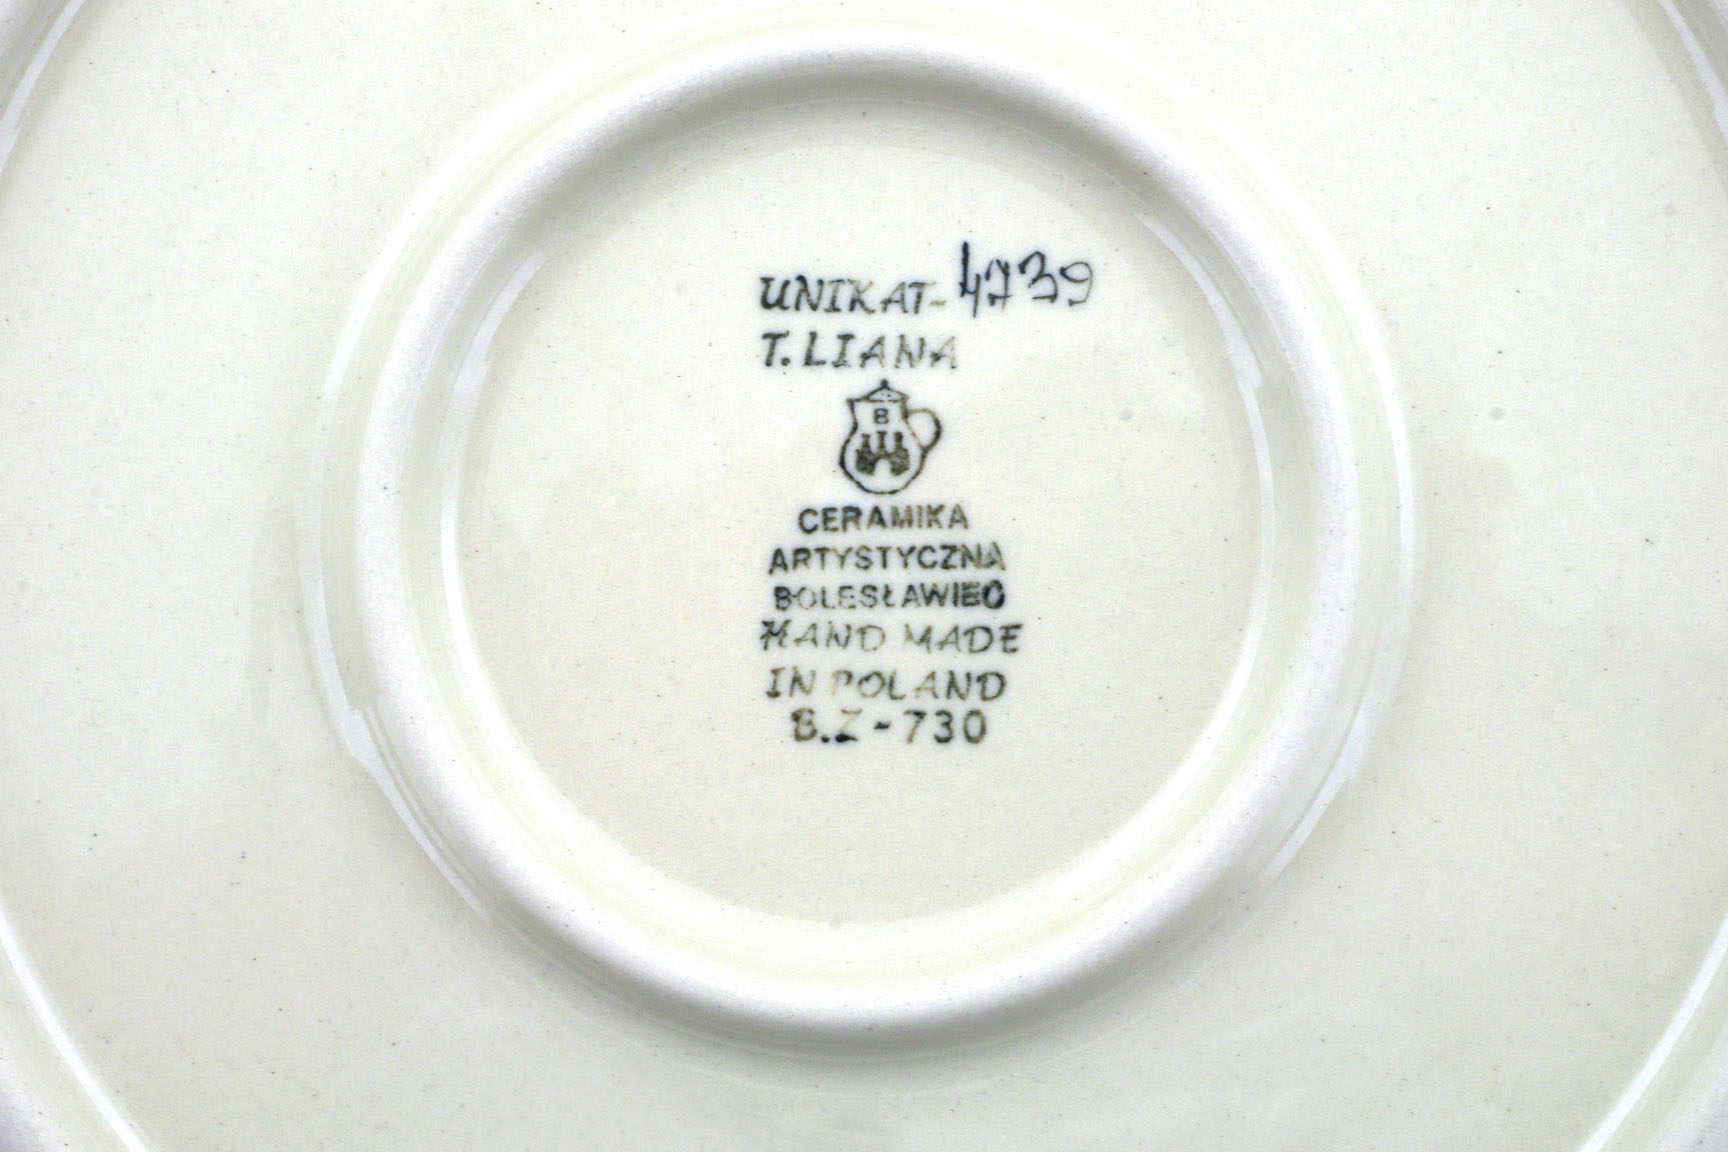 UNIKAT-4739
T. LIANA
B
CERAMIKA
ARTYSTYCZNA
BOLESŁAWIEC
HAND MADE
IN POLAND
B.Z-730